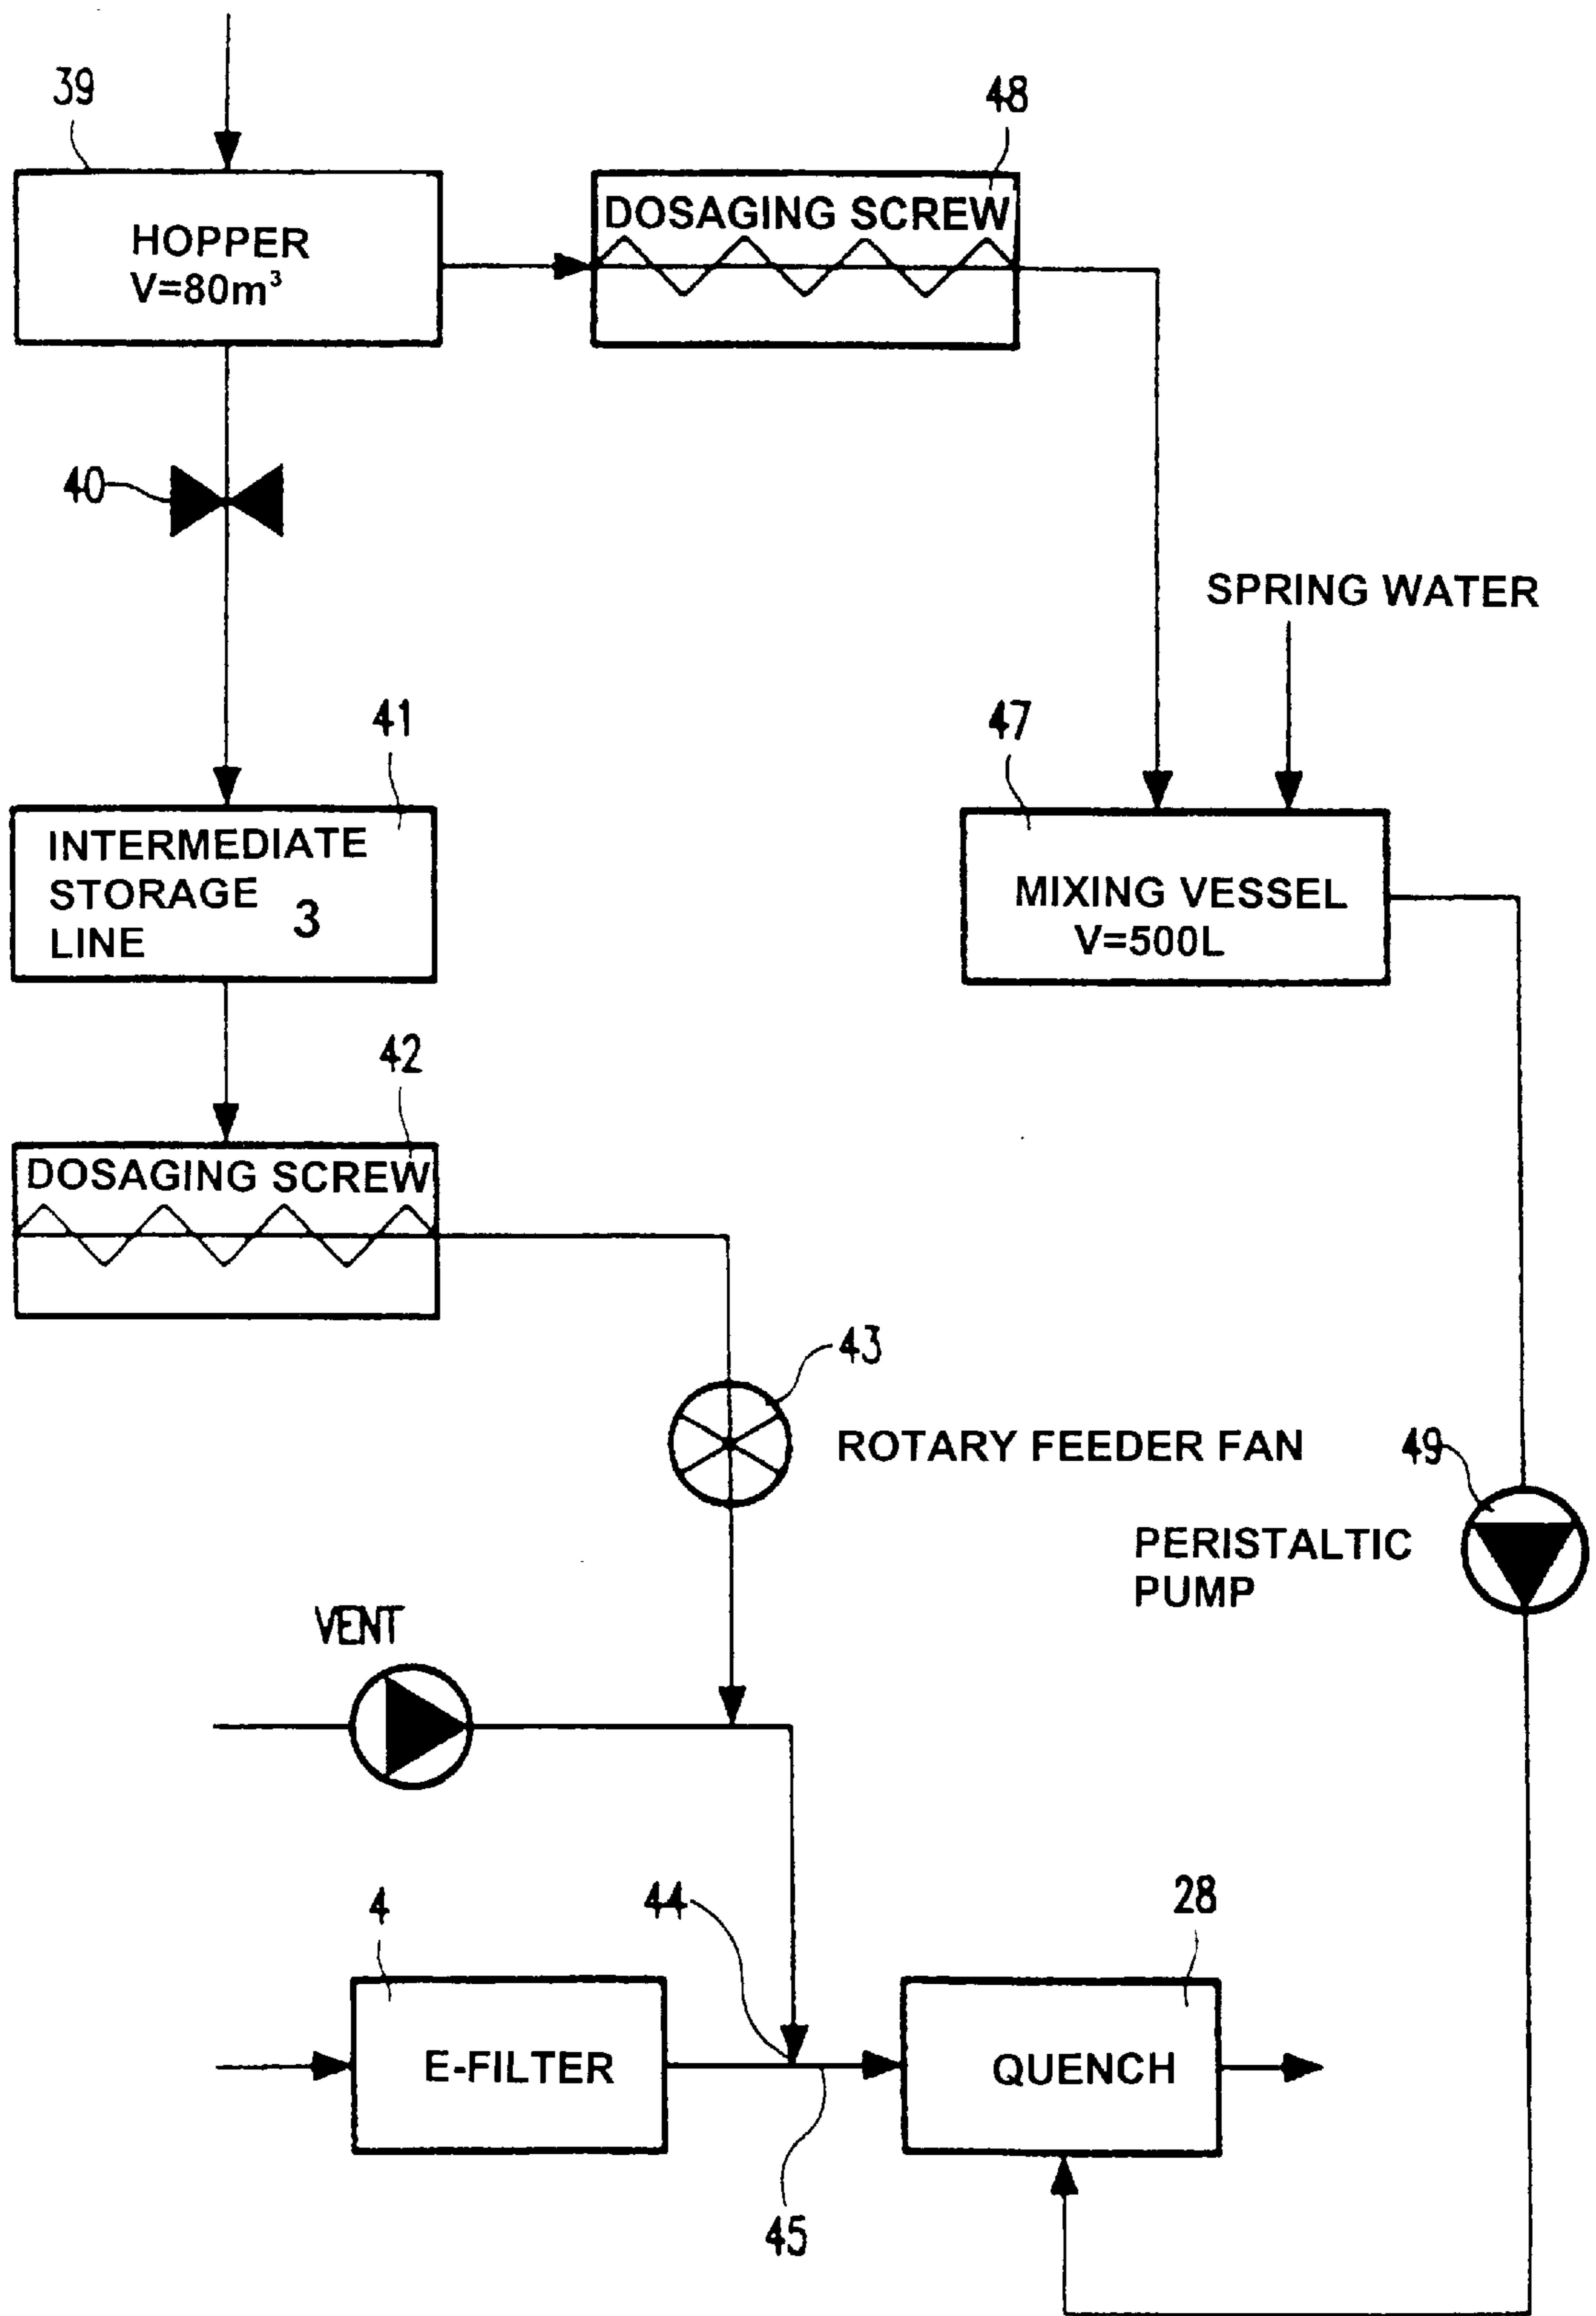 39
48
HOPPER
V=80m³
DOSAGING SCREW
40
SPRING WATER
41
47
INTERMEDIATE
STORAGE 3
LINE
MIXING VESSEL
V=500L
42
DOSAGING SCREW
43
ROTARY FEEDER FAN
49
PERISTALTIC
PUMP
VENT
4
44
28
E-FILTER
QUENCH
45